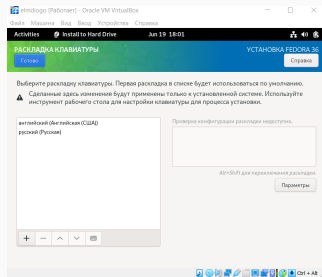 elmdiogo [Работает] - Oracle VM VirtualBox
Файл Машина Вид Ввод Устройства Справка
Activities Install to Hard Drive Jun 19 18:01
РАСКЛАДКА КЛАВИАТУРЫ
УСТАНОВКА FEDORA 36
Готово
Справка
Выберите раскладку клавиатуры. Первая раскладка в списке будет использоваться по умолчанию.
Сделанные здесь изменения будут применены только к установленной системе. Используйте
инструмент рабочего стола для настройки клавиатуры для процесса установки.
английский (Английская (США))
русский (Русская)
Проверка конфигурации раскладки недоступна.
Alt+Shift для переключения раскладки.
Параметры
Ctrl + Alt